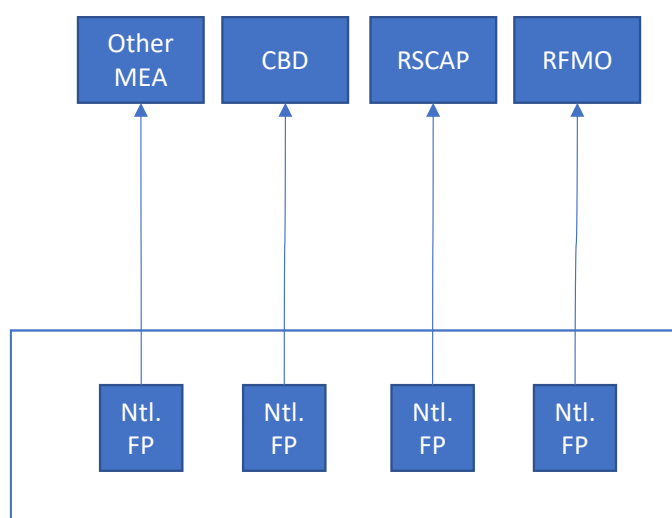 Other
MEA
CBD
RSCAP
RFMO
Ntl.
FP
Ntl.
FP
Ntl.
FP
Ntl.
FP